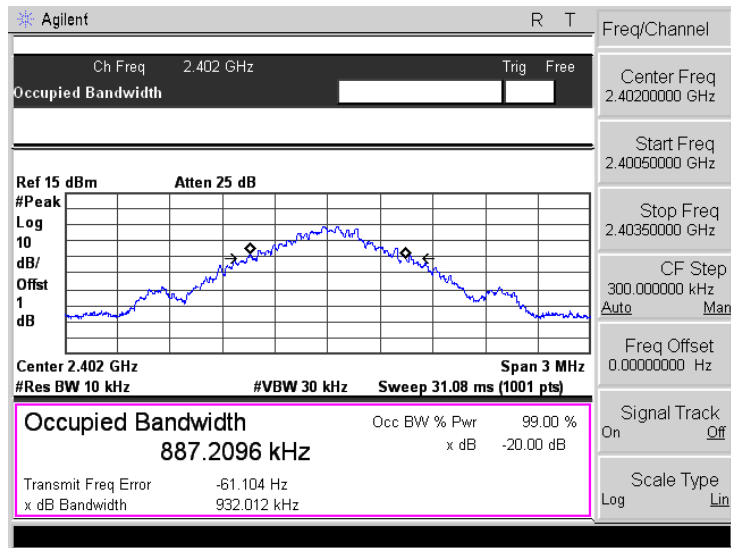 Agilent R T
Freq/Channel
Ch Freq 2.402 GHz Trig Free
Occupied Bandwidth
Center Freq
2.40200000 GHz
Start Freq
2.40050000 GHz
Stop Freq
2.40350000 GHz
CF Step
300.000000 kHz
Auto Man
Freq Offset
0.00000000 Hz
Signal Track
On Off
Scale Type
Log Lin
Ref 15 dBm Atten 25 dB
#Peak
Log
10
dB/
Offst
1
dB
Center 2.402 GHz Span 3 MHz
#Res BW 10 kHz #VBW 30 kHz Sweep 31.08 ms (1001 pts)
Occupied Bandwidth
887.2096 kHz
Occ BW % Pwr 99.00 %
x dB -20.00 dB
Transmit Freq Error -61.104 Hz
x dB Bandwidth 932.012 kHz